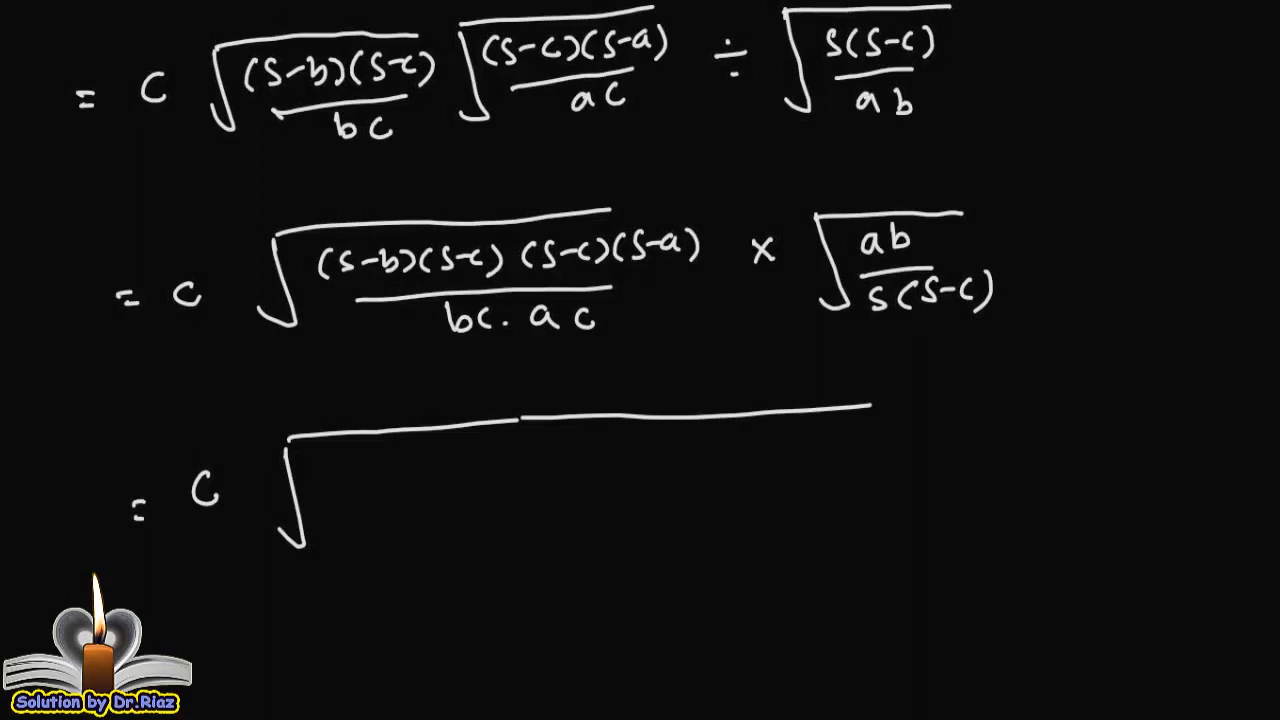 = c √((s-b)(s-c)/bc) √((s-c)(s-a)/ac) ÷ √(s(s-c)/ab)
= c √((s-b)(s-c)(s-c)(s-a)/bc.ac) × √(ab/s(s-c))
= c √
Solution by Dr.Riaz